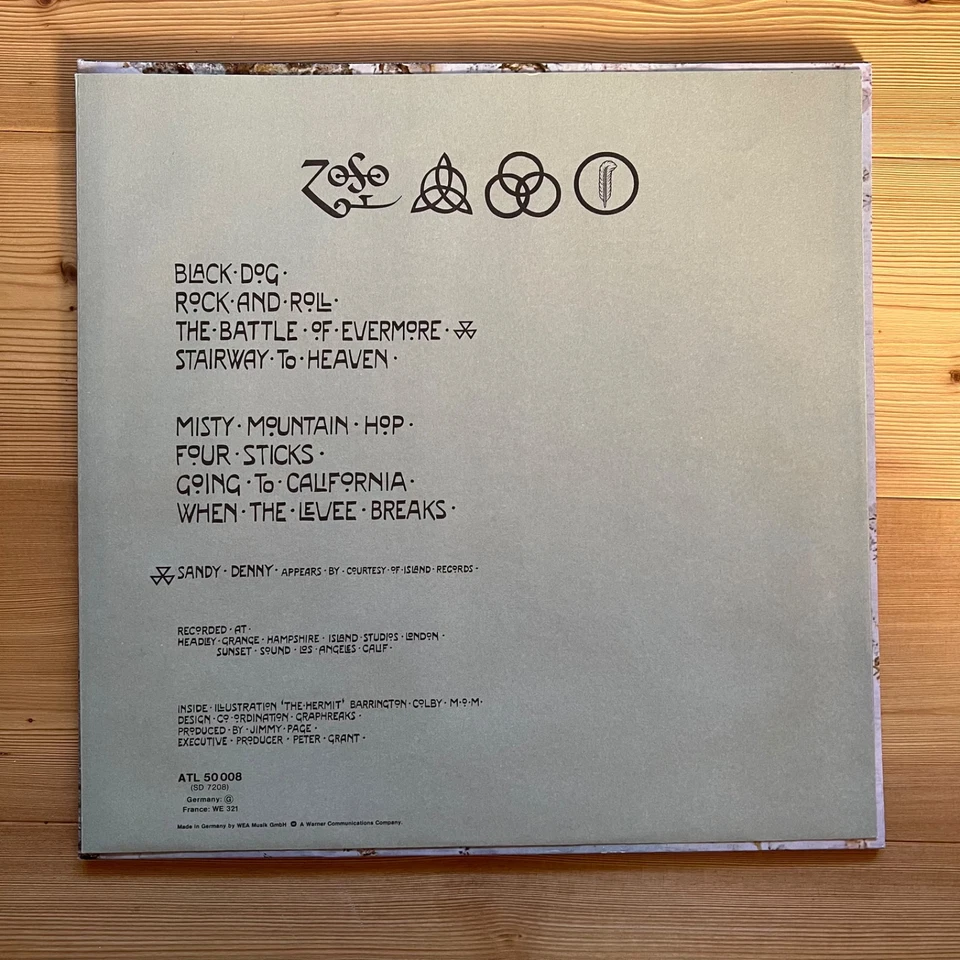 ZOSO
BLACK·DOG·
ROCK·AND·ROLL·
THE·BATTLE·OF·EVERMORE·
STAIRWAY·TO·HEAVEN·
MISTY·MOUNTAIN·HOP·
FOUR·STICKS·
GOING·TO·CALIFORNIA·
WHEN·THE·LEVEE·BREAKS·
SANDY·DENNY·APPEARS·BY·COURTESY·OF·ISLAND·RECORDS·
RECORDED·AT·
HEADLEY·GRANGE·HAMPSHIRE·ISLAND·STUDIOS·LONDON·
SUNSET·SOUND·LOS·ANGELES·CALIF·
INSIDE·ILLUSTRATION 'THE·HERMIT' BARRINGTON·COLBY·M·O·M·
DESIGN·CO·ORDINATION·GRAPHREAKS·
PRODUCED·BY·JIMMY·PAGE·
EXECUTIVE·PRODUCER·PETER·GRANT·
ATL 50 008
(SD 7208)
Germany: Ⓖ
France: WE 321
Made in Germany by WEA Musik GmbH A Warner Communications Company.